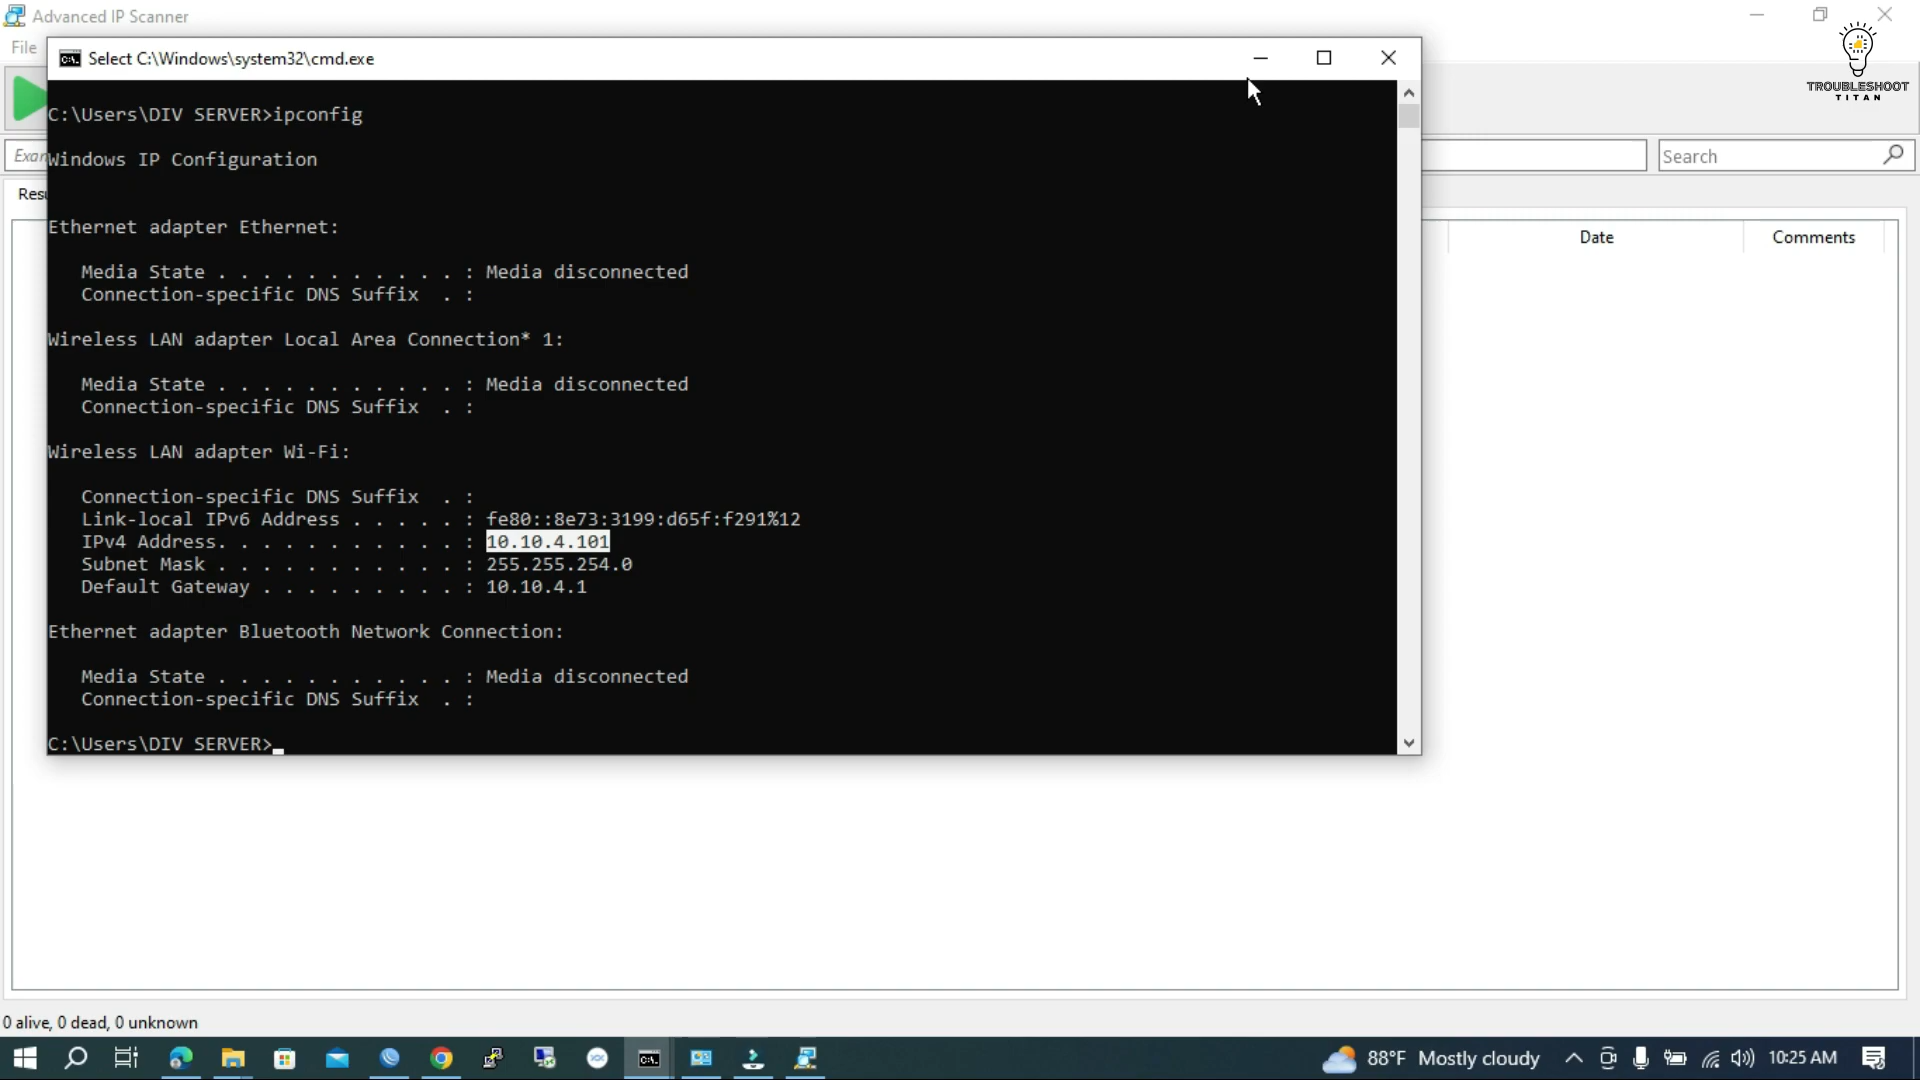 Advanced IP Scanner
File
TROUBLESHOOT
TITAN
Select C:\Windows\system32\cmd.exe
C:\Users\DIV SERVER>ipconfig
Windows IP Configuration
Search
Ethernet adapter Ethernet:
Date
Comments
Media State . . . . . . . . . . . : Media disconnected
Connection-specific DNS Suffix  . :
Wireless LAN adapter Local Area Connection* 1:
Media State . . . . . . . . . . . : Media disconnected
Connection-specific DNS Suffix  . :
Wireless LAN adapter Wi-Fi:
Connection-specific DNS Suffix  . :
Link-local IPv6 Address . . . . . : fe80::8e73:3199:d65f:f291%12
IPv4 Address. . . . . . . . . . . : 10.10.4.101
Subnet Mask . . . . . . . . . . . : 255.255.254.0
Default Gateway . . . . . . . . . : 10.10.4.1
Ethernet adapter Bluetooth Network Connection:
Media State . . . . . . . . . . . : Media disconnected
Connection-specific DNS Suffix  . :
C:\Users\DIV SERVER>
0 alive, 0 dead, 0 unknown
88°F Mostly cloudy
10:25 AM